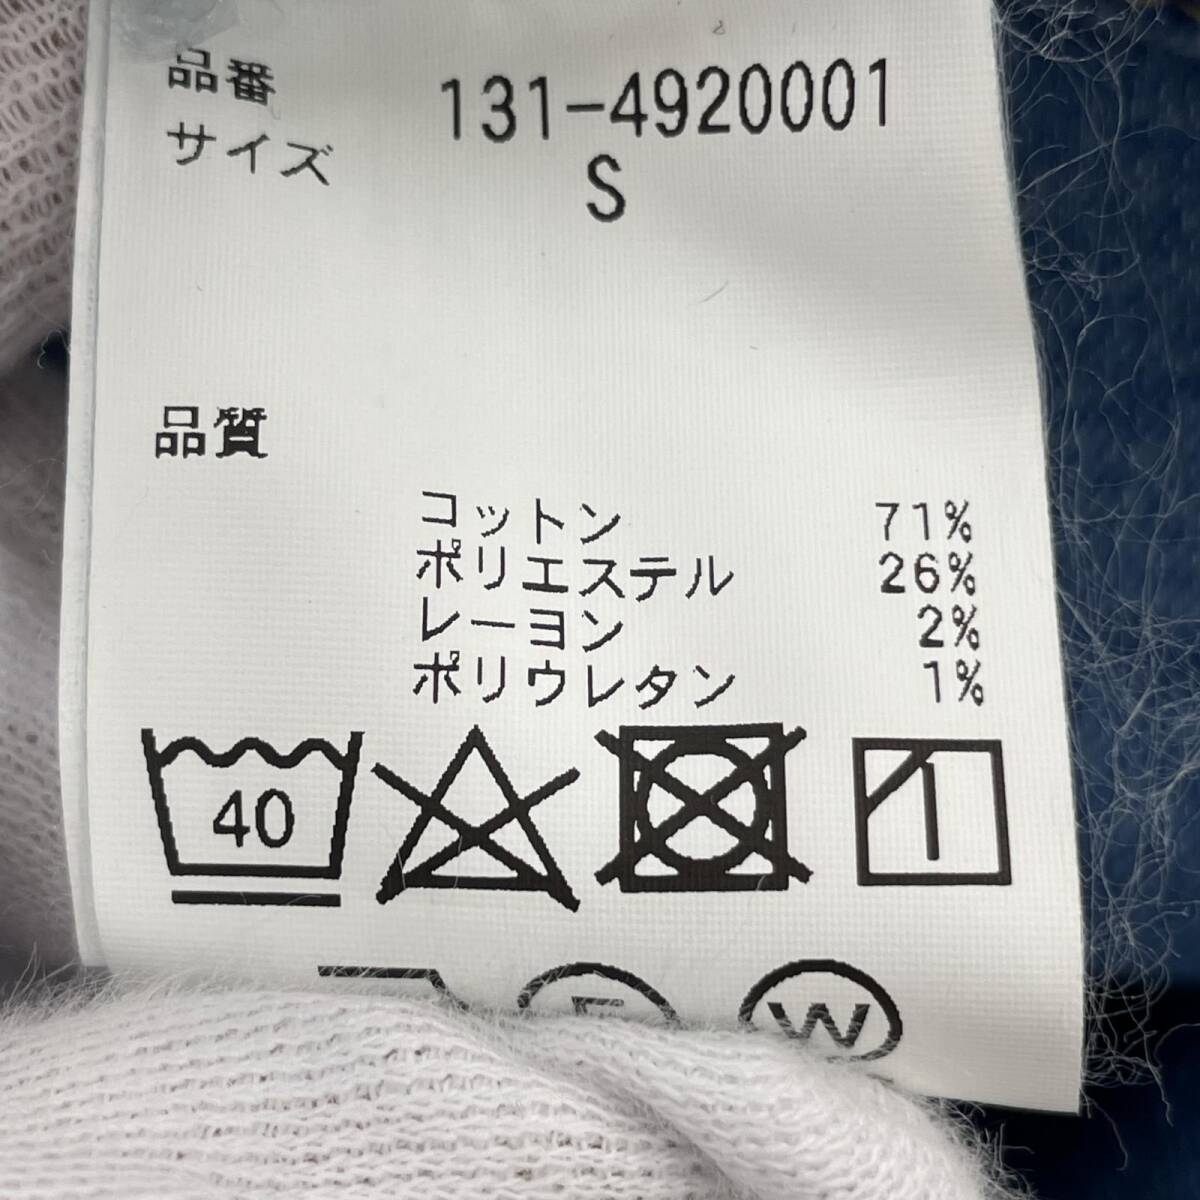 品番 131-4920001
サイズ S
品質
コットン 71%
ポリエステル 26%
レーヨン 2%
ポリウレタン 1%
40
W